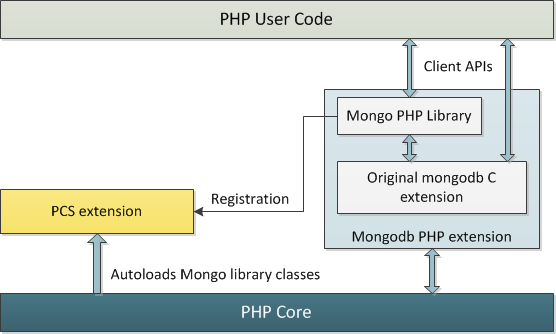 PHP User Code
Client APIs
Mongo PHP Library
Original mongodb C
extension
Mongodb PHP extension
Registration
PCS extension
Autoloads Mongo library classes
PHP Core